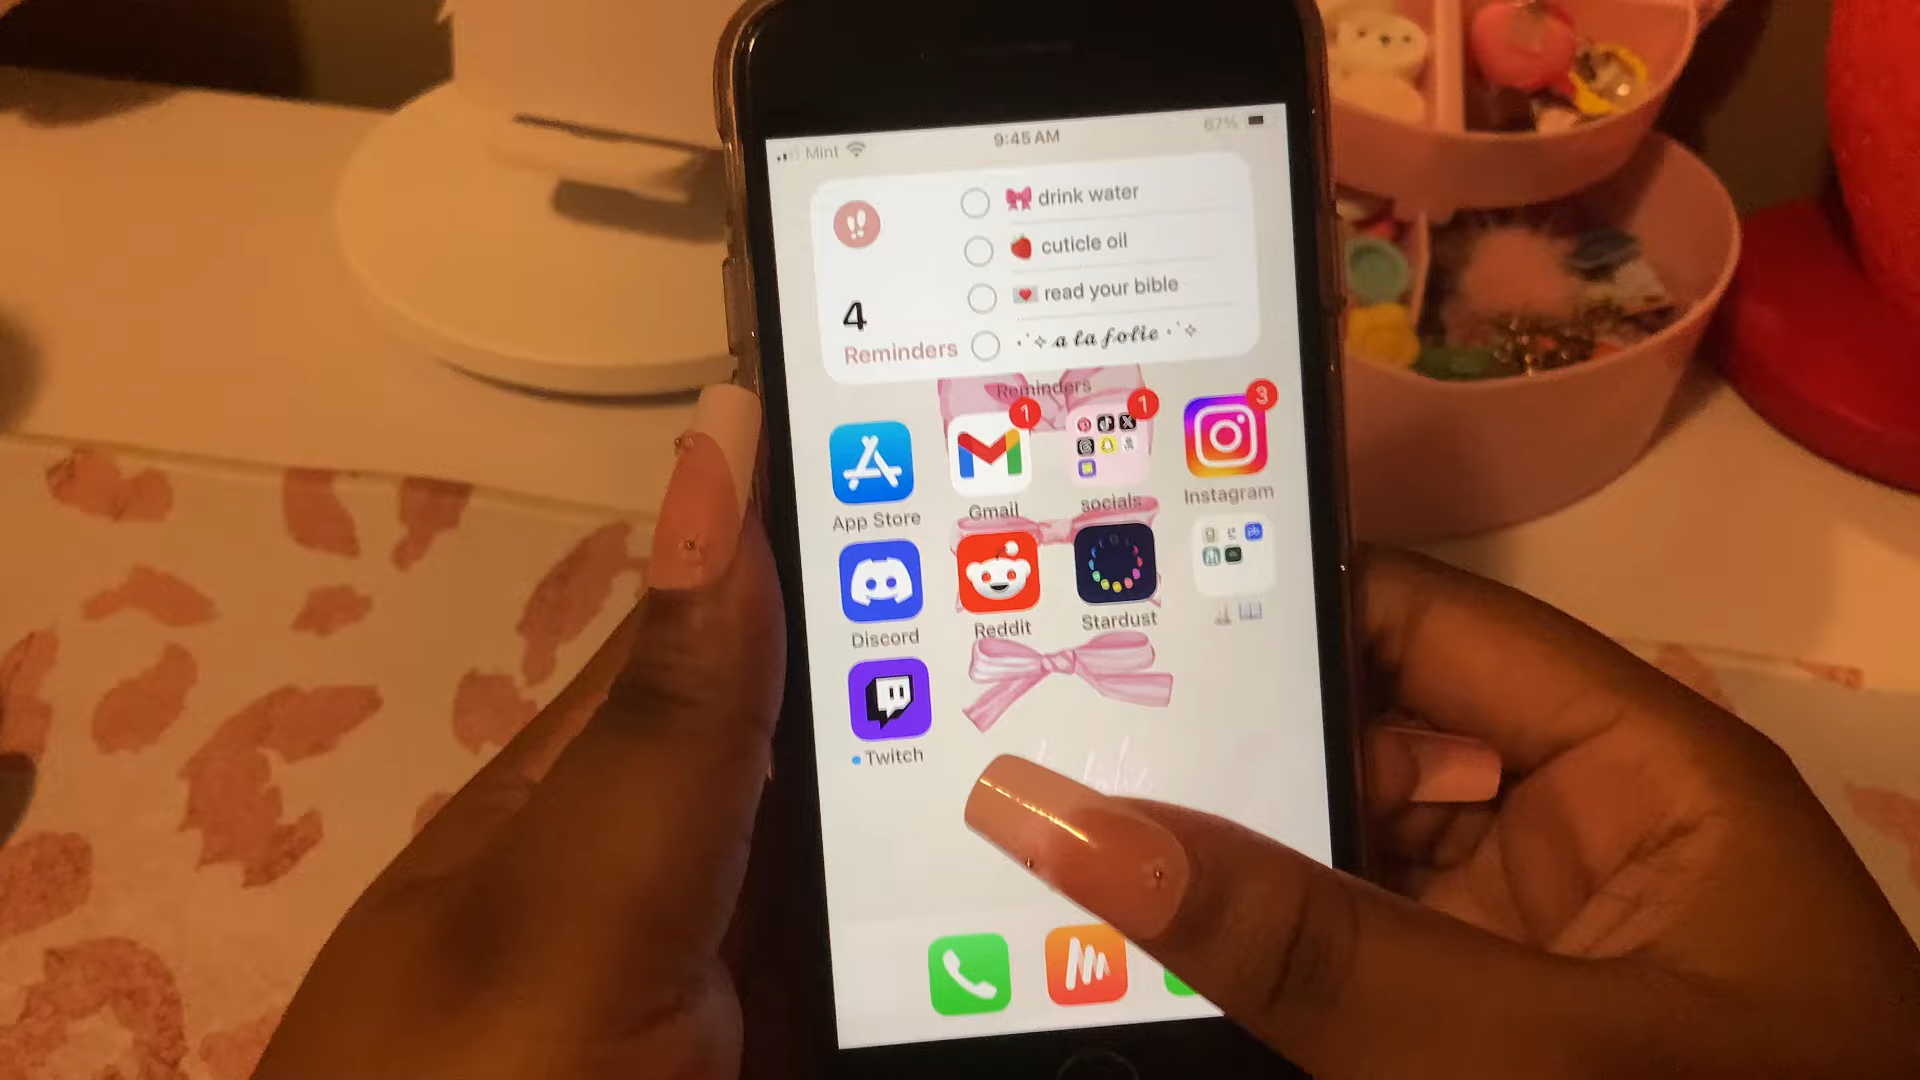 Mint 9:45 AM 67%
drink water
cuticle oil
read your bible
4
Reminders
a la folie
Reminders
1
1
3
App Store
Gmail
socials
Instagram
Discord
Reddit
Stardust
Twitch